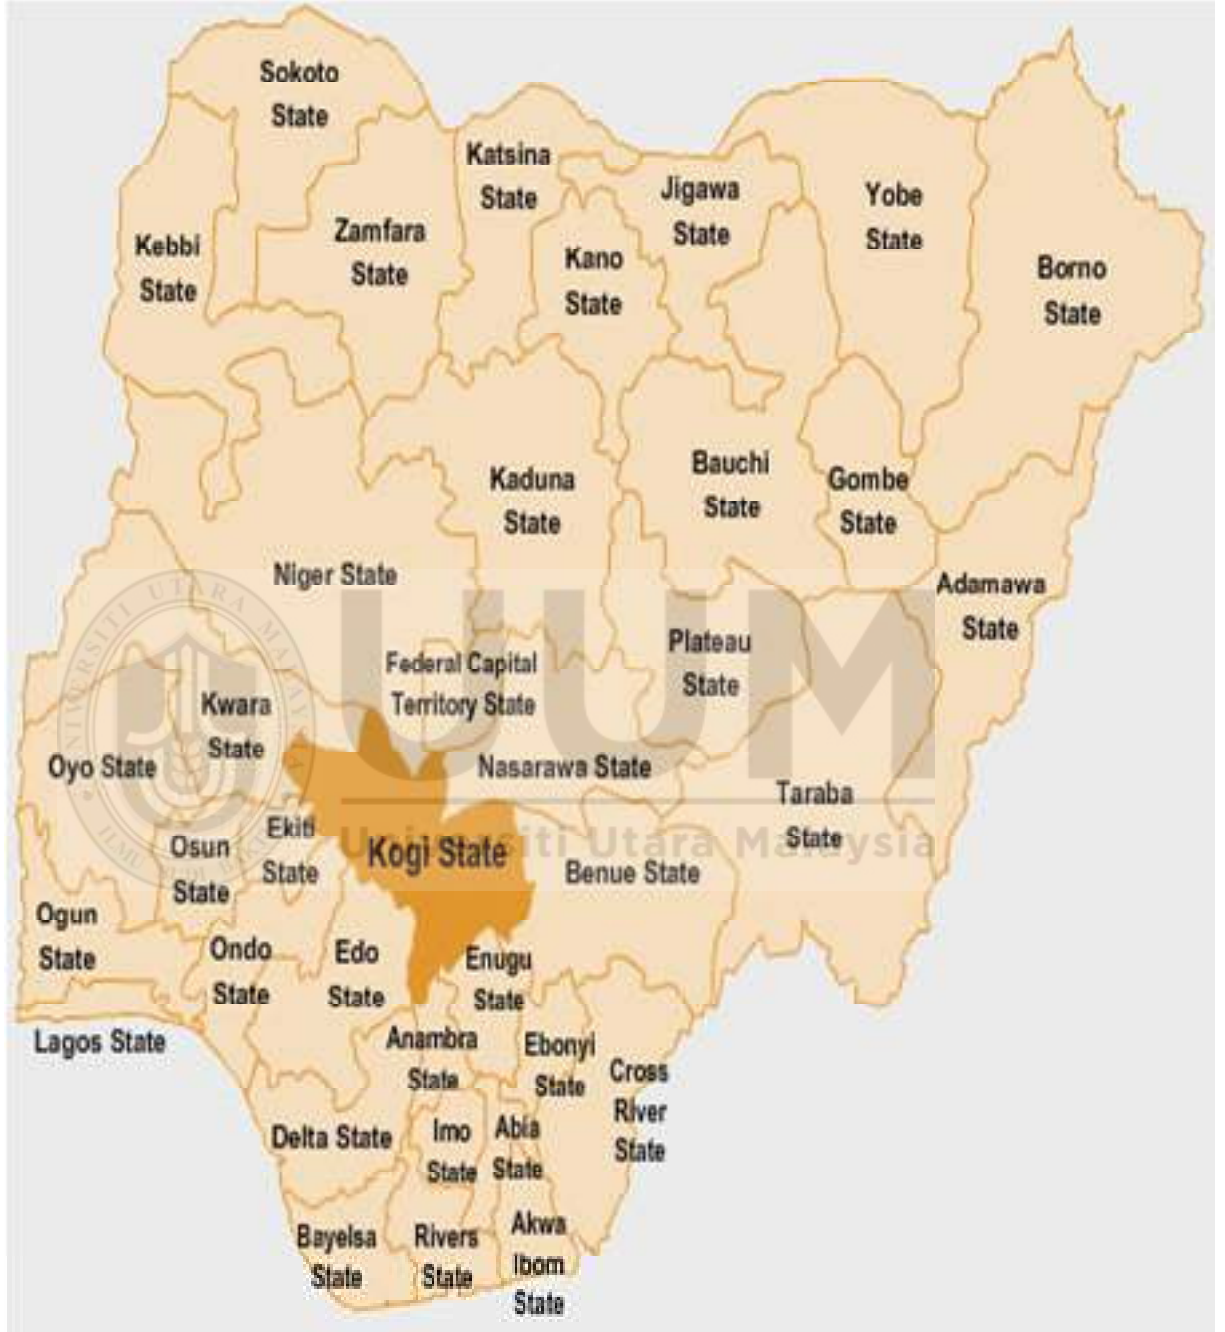 Sokoto
State
Katsina
State
Jigawa
State
Yobe
State
Kebbi
State
Zamfara
State
Kano
State
Borno
State
Kaduna
State
Bauchi
State
Gombe
State
Niger State
Adamawa
State
Federal Capital
Territory State
Plateau
State
Kwara
State
Oyo State
Nasarawa State
Taraba
State
Ekiti
State
Osun
State
Kogi State
Benue State
Ogun
State
Ondo
State
Edo
State
Enugu
State
Lagos State
Anambra
State
Ebonyi
State
Cross
River
State
Delta State
Imo
State
Abia
State
Bayelsa
State
Rivers
State
Akwa
Ibom
State
UUM
Universiti Utara Malaysia
UNIVERSITI UTARA MALAYSIA